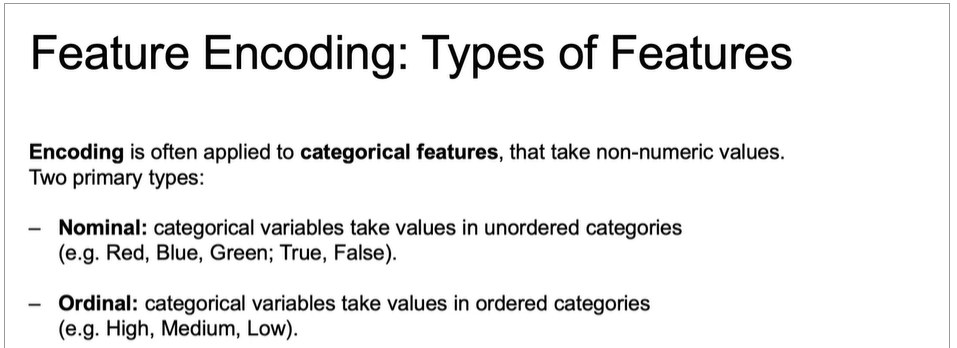 Feature Encoding: Types of Features
Encoding is often applied to categorical features, that take non-numeric values.
Two primary types:
– Nominal: categorical variables take values in unordered categories
(e.g. Red, Blue, Green; True, False).
– Ordinal: categorical variables take values in ordered categories
(e.g. High, Medium, Low).